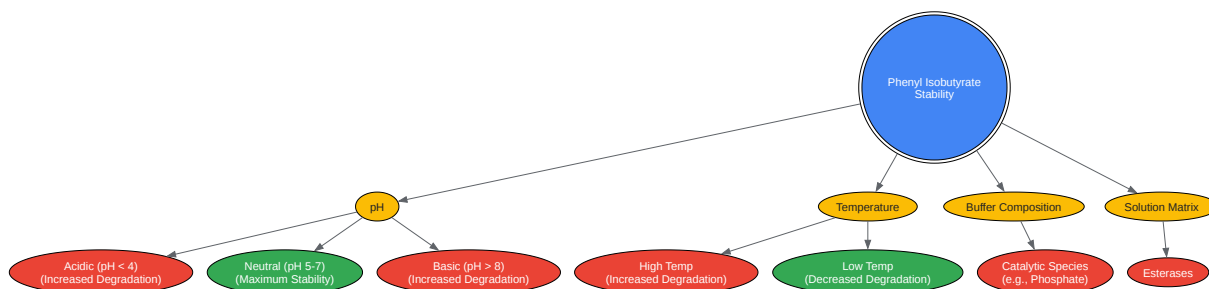 Phenyl Isobutyrate
Stability
pH
Temperature
Buffer Composition
Solution Matrix
Acidic (pH < 4)
(Increased Degradation)
Neutral (pH 5-7)
(Maximum Stability)
Basic (pH > 8)
(Increased Degradation)
High Temp
(Increased Degradation)
Low Temp
(Decreased Degradation)
Catalytic Species
(e.g., Phosphate)
Esterases